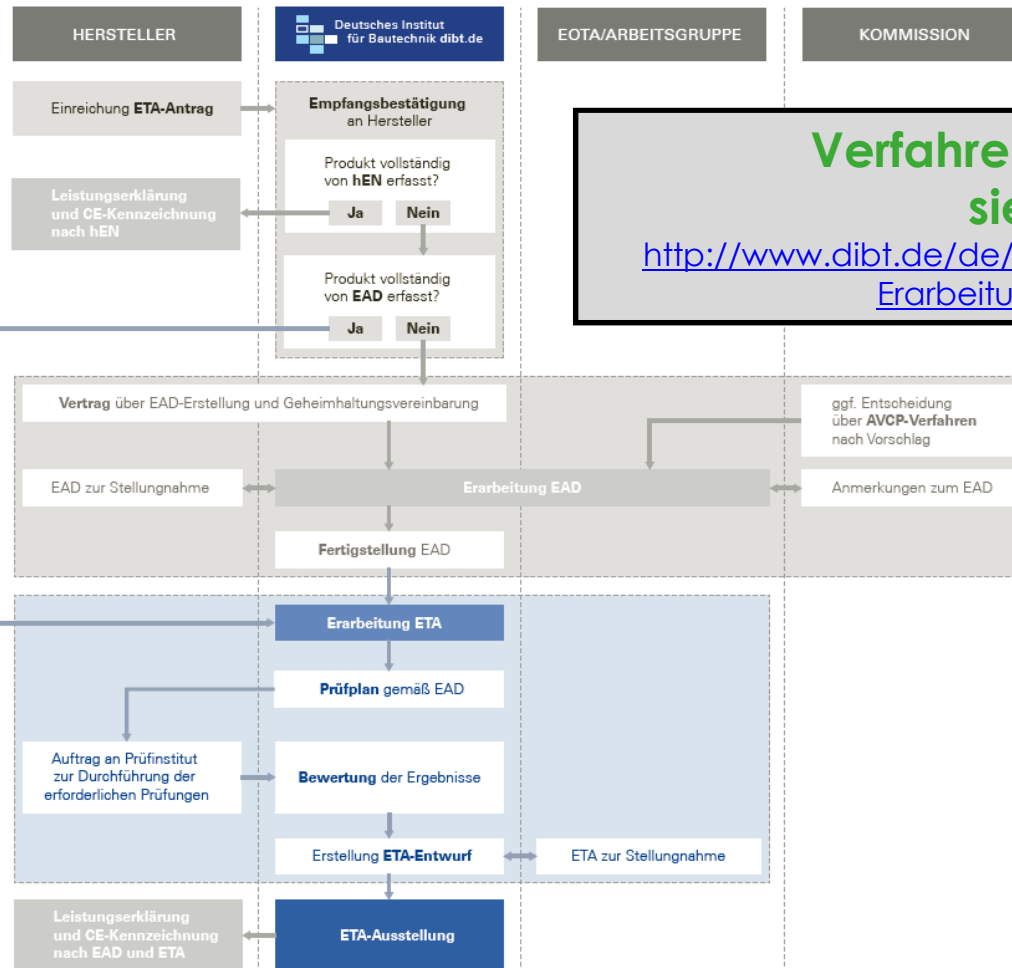 HERSTELLER
Deutsches Institut
für Bautechnik dibt.de
EOTA/ARBEITSGRUPPE
KOMMISSION
Einreichung ETA-Antrag
Empfangsbestätigung
an Hersteller
Produkt vollständig
von hEN erfasst?
Ja Nein
Leistungserklärung
und CE-Kennzeichnung
nach hEN
Produkt vollständig
von EAD erfasst?
Ja Nein
Verfahre
sie
http://www.dibt.de/de/
Erarbeitu
Vertrag über EAD-Erstellung und Geheimhaltungsvereinbarung
ggf. Entscheidung
über AVCP-Verfahren
nach Vorschlag
EAD zur Stellungnahme
Erarbeitung EAD
Anmerkungen zum EAD
Fertigstellung EAD
Erarbeitung ETA
Prüfplan gemäß EAD
Auftrag an Prüfinstitut
zur Durchführung der
erforderlichen Prüfungen
Bewertung der Ergebnisse
Erstellung ETA-Entwurf
ETA zur Stellungnahme
Leistungserklärung
und CE-Kennzeichnung
nach EAD und ETA
ETA-Ausstellung